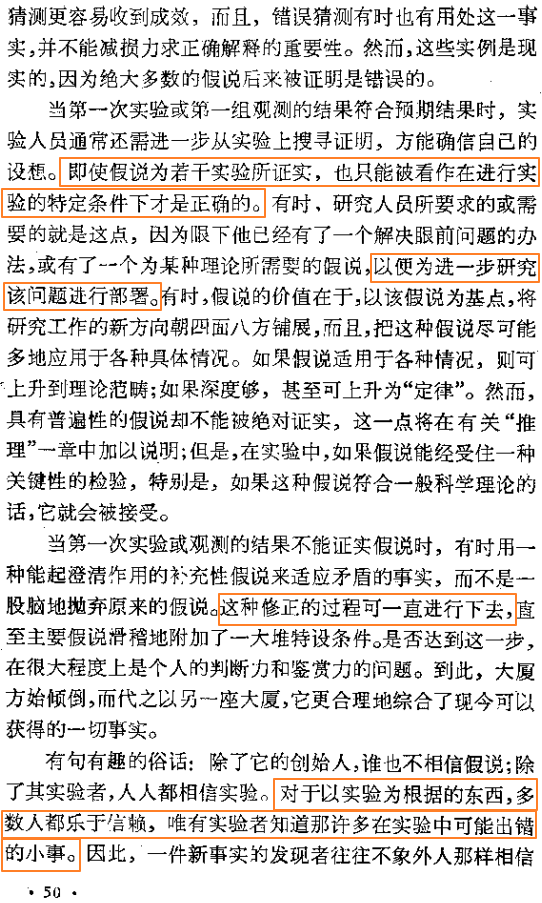 猜测更容易收到成效，而且，错误猜测有时也有用处这一事
实，并不能减损力求正确解释的重要性。然而，这些实例是现
实的，因为绝大多数的假说后来被证明是错误的。
当第一次实验或第一组观测的结果符合预期结果时，实
验人员通常还需进一步从实验上搜寻证明，方能确信自己的
设想。即使假说为若干实验所证实，也只能被看作在进行实
验的特定条件下才是正确的。有时，研究人员所要求的或需
要的就是这点，因为眼下他已经有了一个解决眼前问题的办
法，或有了一个为某种理论所需要的假说，以便为进一步研究
该问题进行部署。有时，假说的价值在于，以该假说为基点，将
研究工作的新方向朝四面八方铺展，而且，把这种假说尽可能
多地应用于各种具体情况。如果假说适用于各种情况，则可
上升到理论范畴；如果深度够，甚至可上升为“定律”。然而，
具有普遍性的假说却不能被绝对证实，这一点将在有关“推
理”一章中加以说明；但是，在实验中，如果假说能经受住一种
关键性的检验，特别是，如果这种假说符合一般科学理论的
话，它就会被接受。
当第一次实验或观测的结果不能证实假说时，有时用一
种能起澄清作用的补充性假说来适应矛盾的事实，而不是一
股脑地抛弃原来的假说。这种修正的过程可一直进行下去，直
至主要假说滑稽地附加了一大堆特设条件。是否达到这一步，
在很大程度上是个人的判断力和鉴赏力的问题。到此，大厦
方始倾倒，而代之以另一座大厦，它更合理地综合了现今可以
获得的一切事实。
有句有趣的俗话：除了它的创始人，谁也不相信假说；除
了其实验者，人人都相信实验。对于以实验为根据的东西，多
数人都乐于信赖，唯有实验者知道那许多在实验中可能出错
的小事。因此，一件新事实的发现者往往不象外人那样相信
· 50 ·